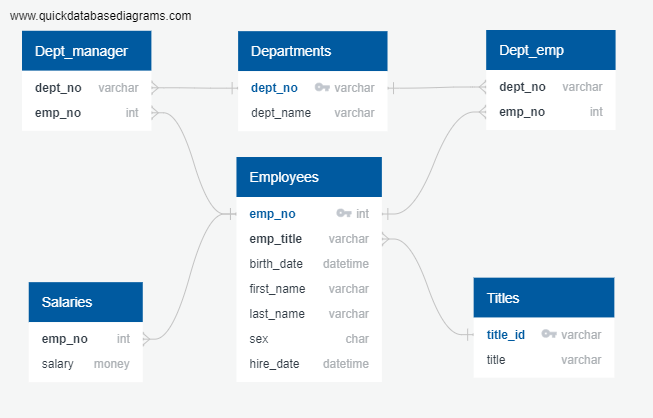 www.quickdatabasediagrams.com
Dept_manager
dept_no varchar
emp_no int
Departments
dept_no varchar
dept_name varchar
Dept_emp
dept_no varchar
emp_no int
Employees
emp_no int
emp_title varchar
birth_date datetime
first_name varchar
last_name varchar
sex char
hire_date datetime
Salaries
emp_no int
salary money
Titles
title_id varchar
title varchar